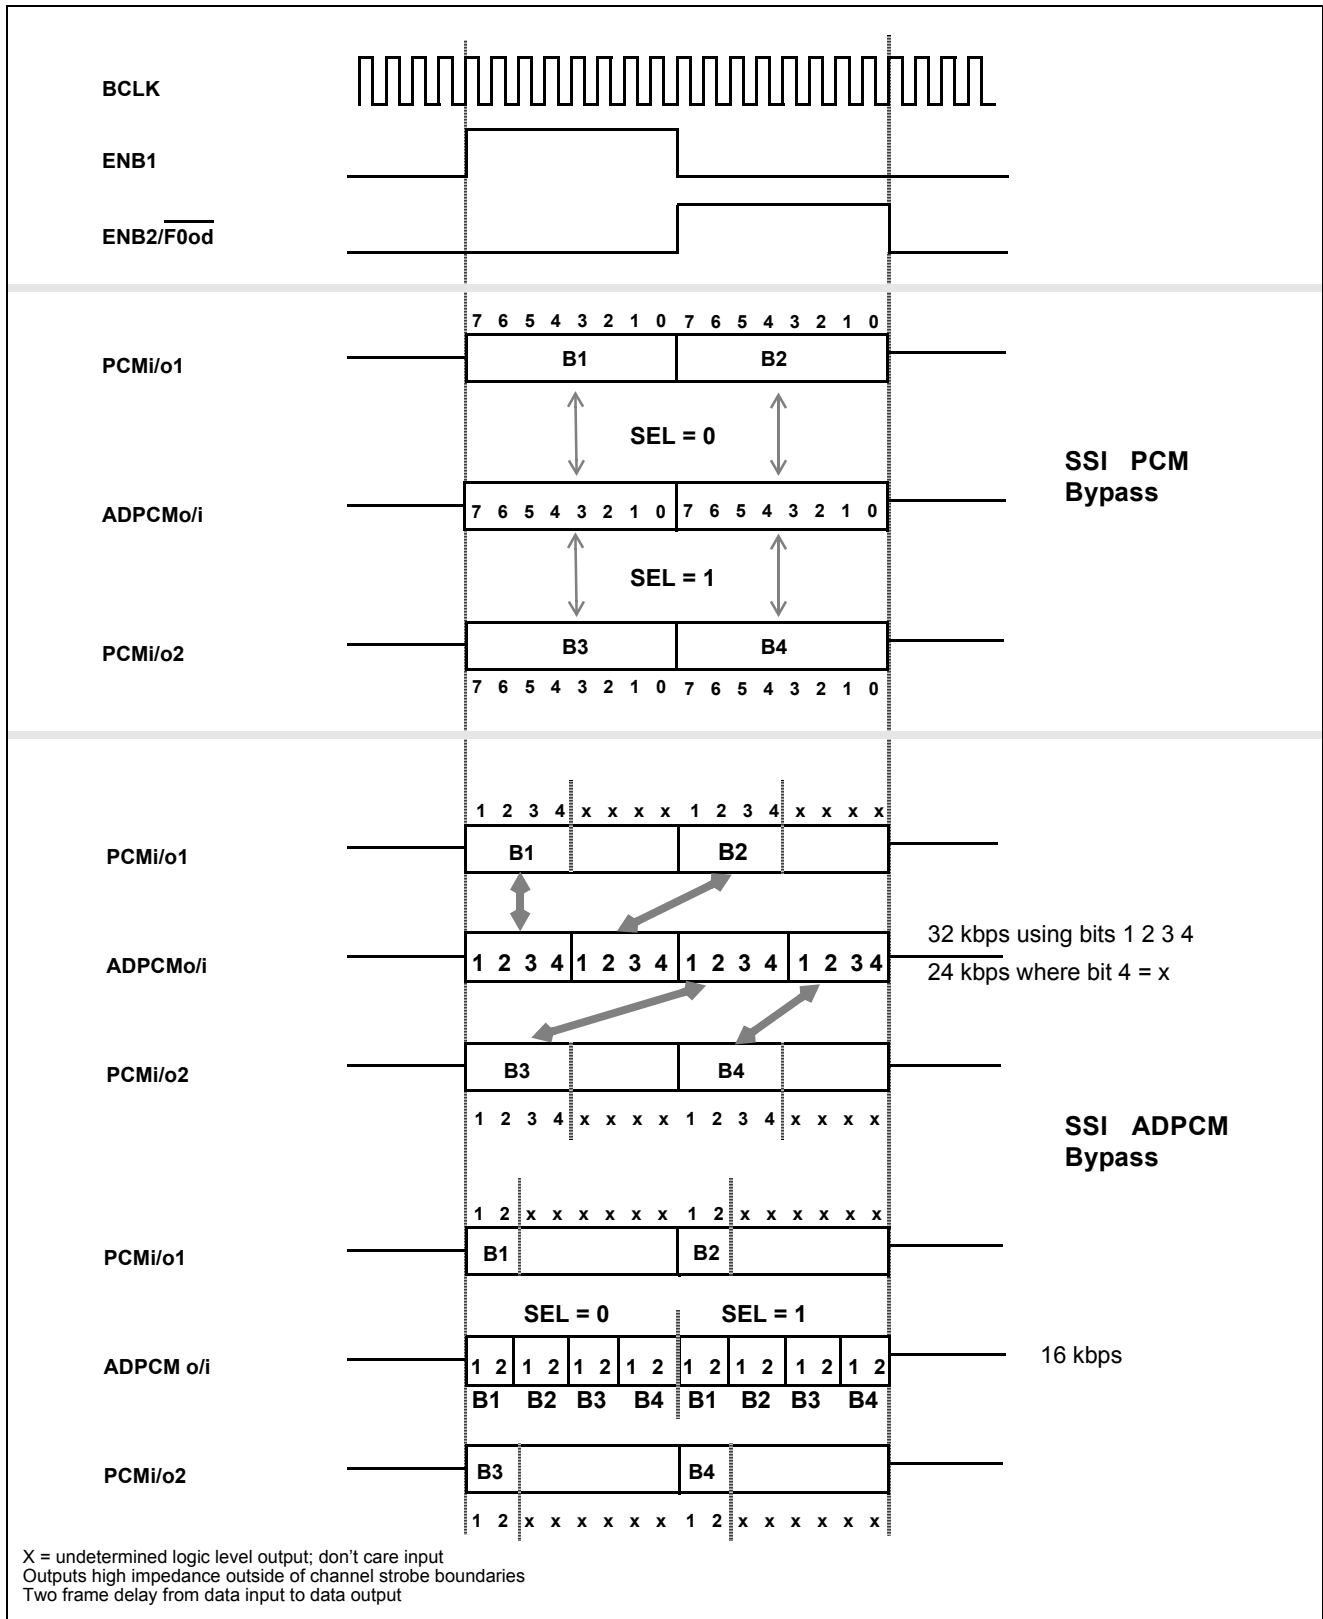 BCLK
ENB1
ENB2/F0od
7 6 5 4 3 2 1 0 7 6 5 4 3 2 1 0
PCMi/o1
B1 B2
SEL = 0
SSI PCM
Bypass
ADPCMo/i
7 6 5 4 3 2 1 0 7 6 5 4 3 2 1 0
SEL = 1
PCMi/o2
B3 B4
7 6 5 4 3 2 1 0 7 6 5 4 3 2 1 0
1 2 3 4 x x x x 1 2 3 4 x x x x
PCMi/o1
B1 B2
ADPCMo/i
1 2 3 4 1 2 3 4 1 2 3 4 1 2 3 4
32 kbps using bits 1 2 3 4
24 kbps where bit 4 = x
PCMi/o2
B3 B4
1 2 3 4 x x x x 1 2 3 4 x x x x
SSI ADPCM
Bypass
1 2 x x x x x x 1 2 x x x x x x
PCMi/o1
B1 B2
SEL = 0 SEL = 1
ADPCM o/i
1 2 1 2 1 2 1 2 1 2 1 2 1 2 1 2
16 kbps
B1 B2 B3 B4 B1 B2 B3 B4
PCMi/o2
B3 B4
1 2 x x x x x x 1 2 x x x x x x
X = undetermined logic level output; don't care input
Outputs high impedance outside of channel strobe boundaries
Two frame delay from data input to data output